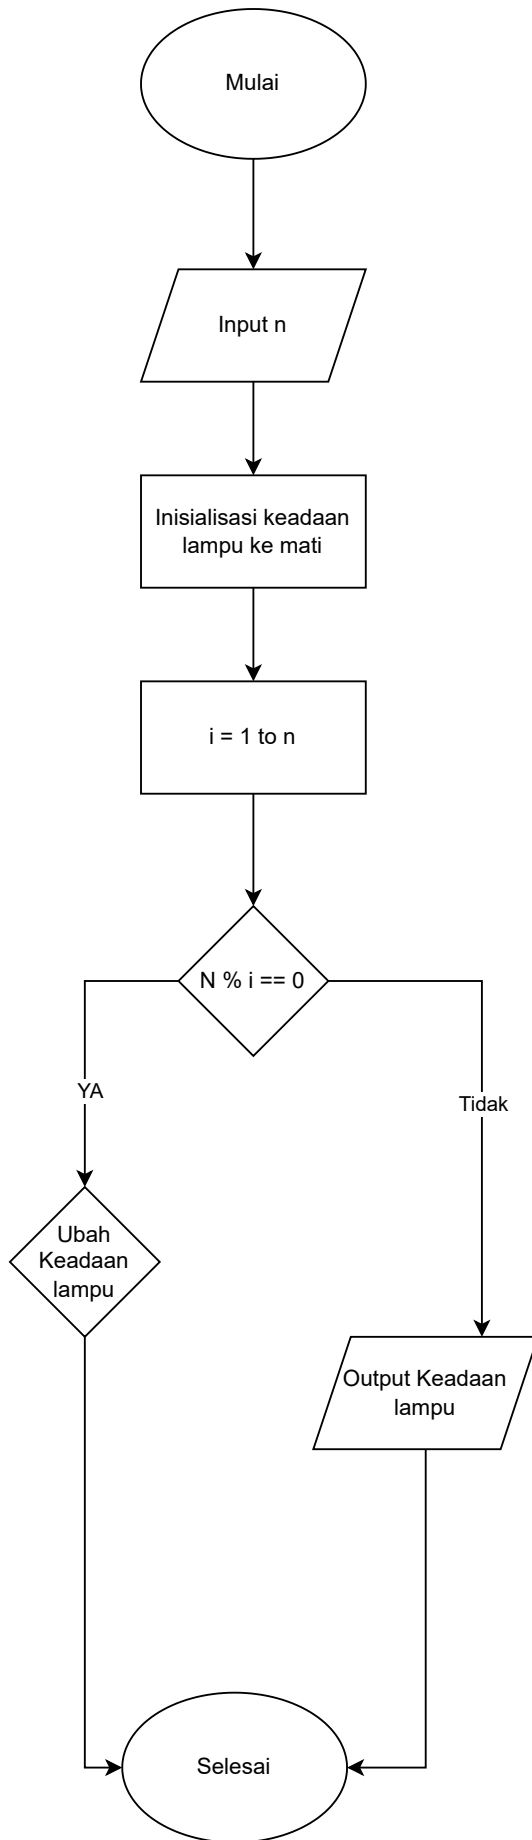 Mulai
Input n
Inisialisasi keadaan
lampu ke mati
i = 1 to n
N % i == 0
YA
Tidak
Ubah
Keadaan
lampu
Output Keadaan
lampu
Selesai